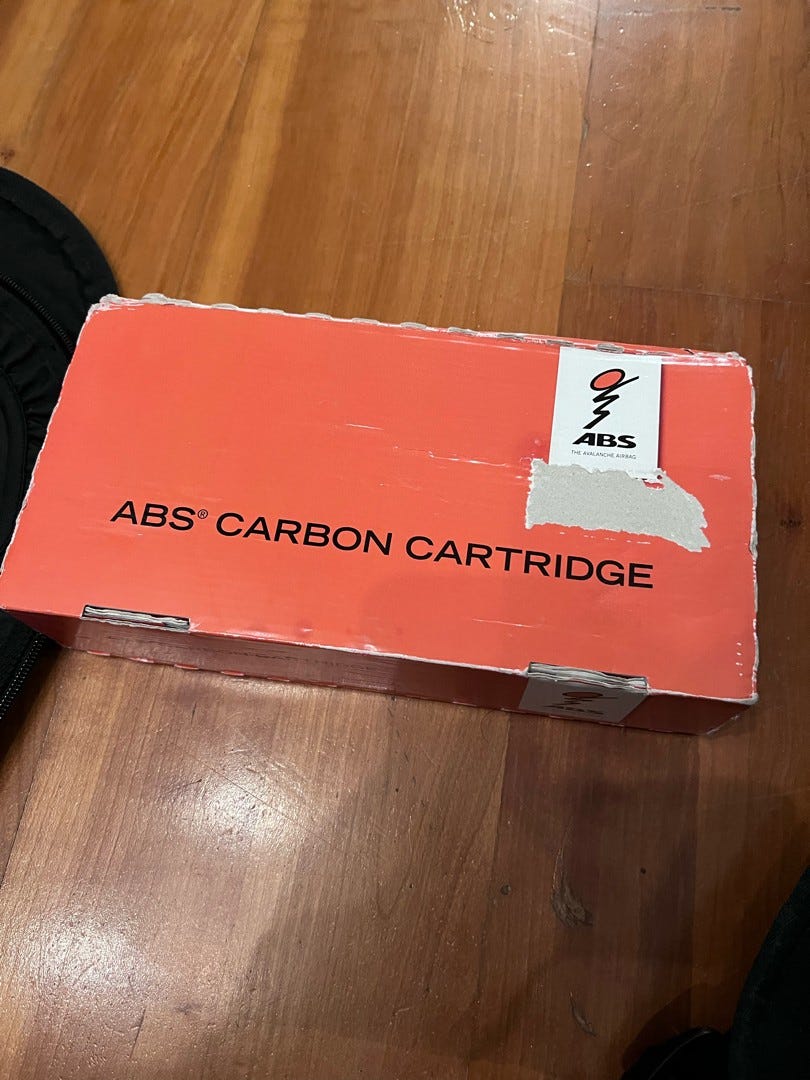 ABS
THE AVALANCHE AIRBAG
ABS® CARBON CARTRIDGE